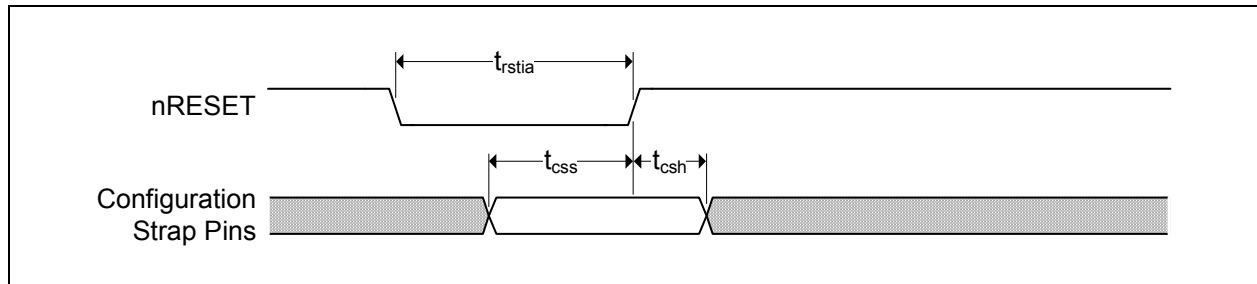 t_rstia
nRESET
t_css t_csh
Configuration
Strap Pins